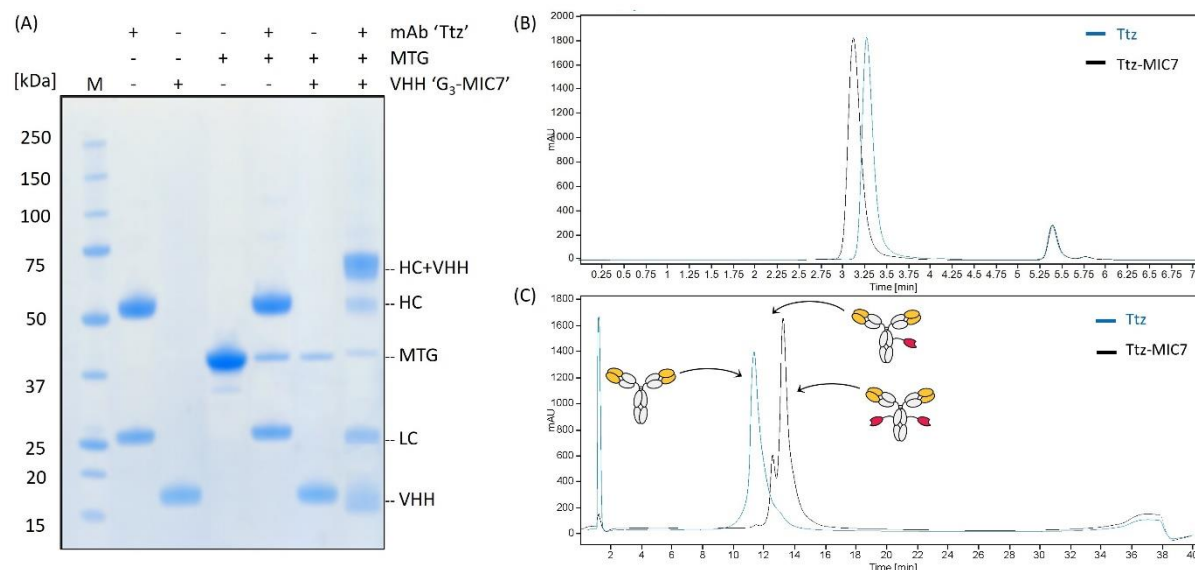 (A)
+ - - + - + mAb ‘Ttz’
- - + + + + MTG
[kDa] M - + - - + + VHH ‘G₃-MIC7’
250
150
100
75
50
37
25
20
15
HC+VHH
HC
MTG
LC
VHH
(B)
2000
1800
1600
1400
1200
1000
800
600
400
200
0
mAU
Ttz
Ttz-MIC7
0.25 0.5 0.75 1 1.25 1.5 1.75 2 2.25 2.5 2.75 3 3.25 3.5 3.75 4 4.25 4.5 4.75 5 5.25 5.5 5.75 6 6.25 6.5 6.75 7
Time [min]
(C)
1800
1600
1400
1200
1000
800
600
400
200
0
mAU
Ttz
Ttz-MIC7
2 4 6 8 10 12 14 16 18 20 22 24 26 28 30 32 34 36 38 40
Time [min]